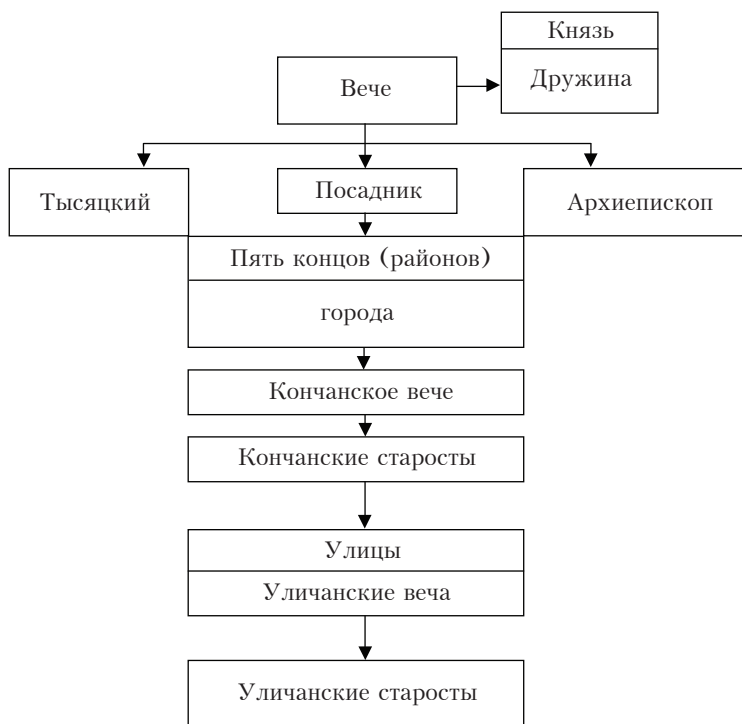 Князь
Дружина
Вече
Тысяцкий
Посадник
Архиепископ
Пять концов (районов)
города
Кончанское вече
Кончанские старосты
Улицы
Уличанские веча
Уличанские старосты